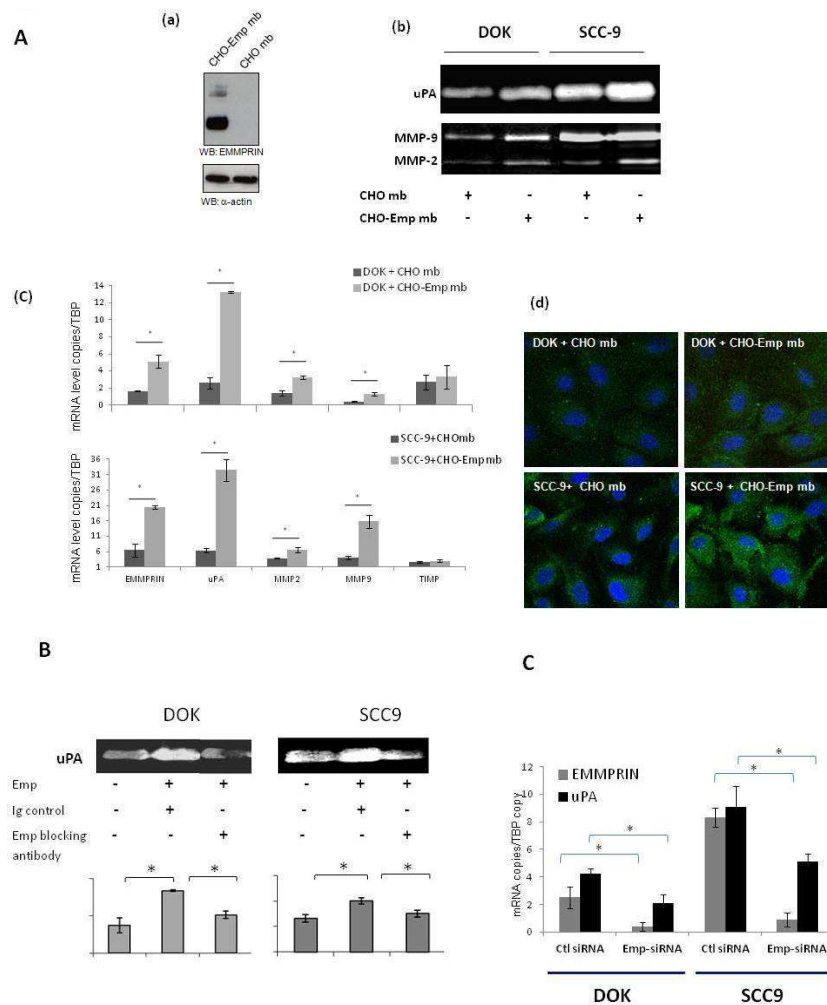 A
(a)
CHO-Emp mb
CHO mb
WB: EMMPRIN
WB: α-actin
(b)
DOK SCC-9
uPA
MMP-9
MMP-2
CHO mb + - + -
CHO-Emp mb - + - +
(C)
DOK + CHO mb
DOK + CHO-Emp mb
mRNA level copies/TBP
14
12
10
8
6
4
2
0
* * * *
SCC-9+CHOmb
SCC-9+CHO-Empmb
mRNA level copies/TBP
36
31
26
21
16
11
6
1
* * * *
EMMPRIN uPA MMP2 MMP9 TIMP
(d)
DOK + CHO mb
DOK + CHO-Emp mb
SCC-9+ CHO mb
SCC-9 + CHO-Emp mb
B
DOK SCC9
uPA
Emp - + + - + +
Ig control - + - - + -
Emp blocking
antibody - - + - - +
* * * *
C
EMMPRIN
uPA
mRNA copies/TBP copy
12
10
8
6
4
2
0
* * * *
Ctl siRNA Emp-siRNA Ctl siRNA Emp-siRNA
DOK SCC9